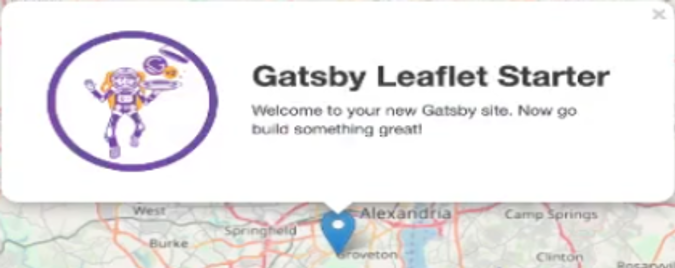 ×
Gatsby Leaflet Starter
Welcome to your new Gatsby site. Now go
build something great!
West
Alexandria
Camp Springs
Springfield
Burke
Groveton
Clinton